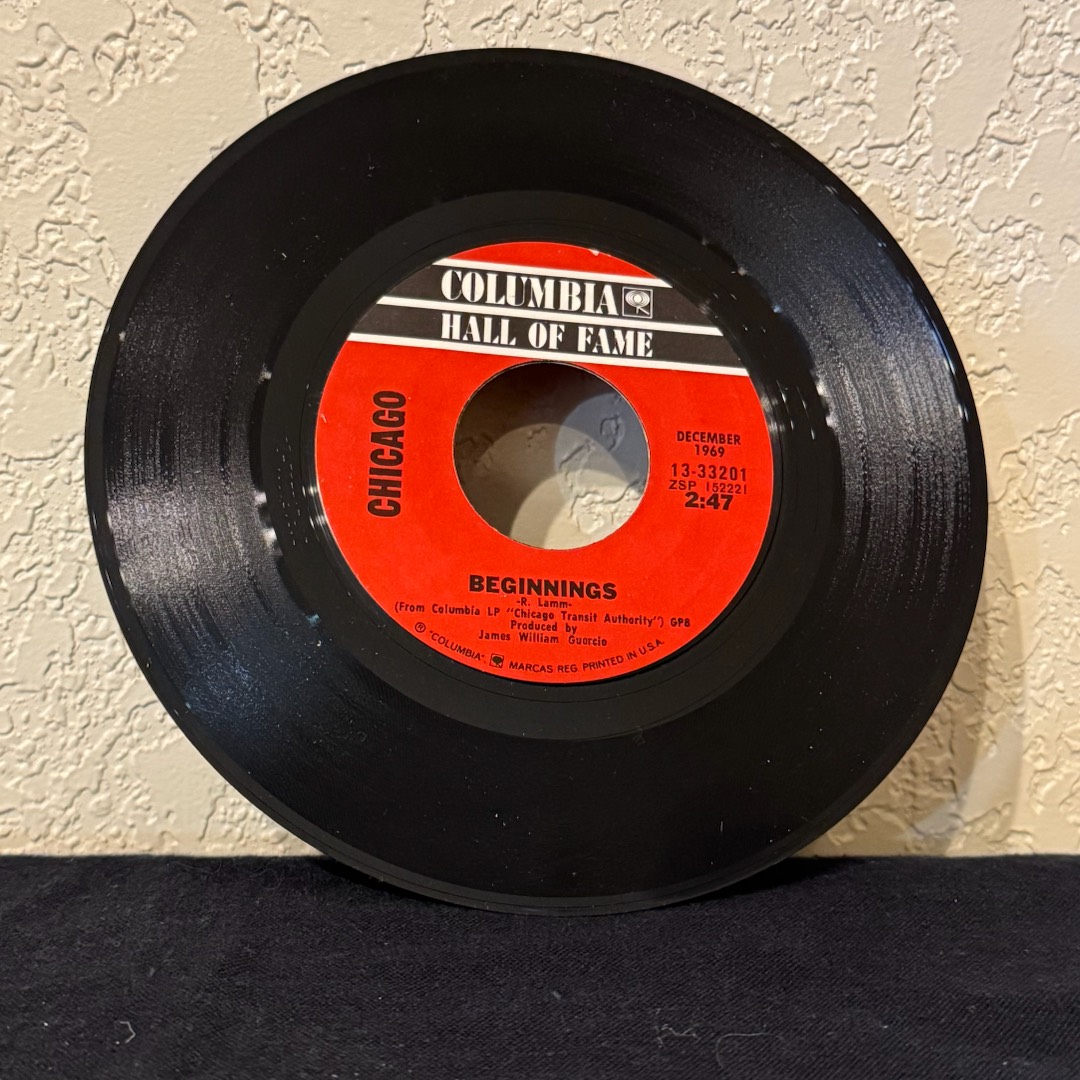 COLUMBIA
HALL OF FAME
CHICAGO
DECEMBER
1969
13-33201
ZSP 152221
2:47
BEGINNINGS
-R. Lamm-
(From Columbia LP "Chicago Transit Authority") GP8
Produced by
James William Guercio
Ⓡ "COLUMBIA", MARCAS REG. PRINTED IN U.S.A.